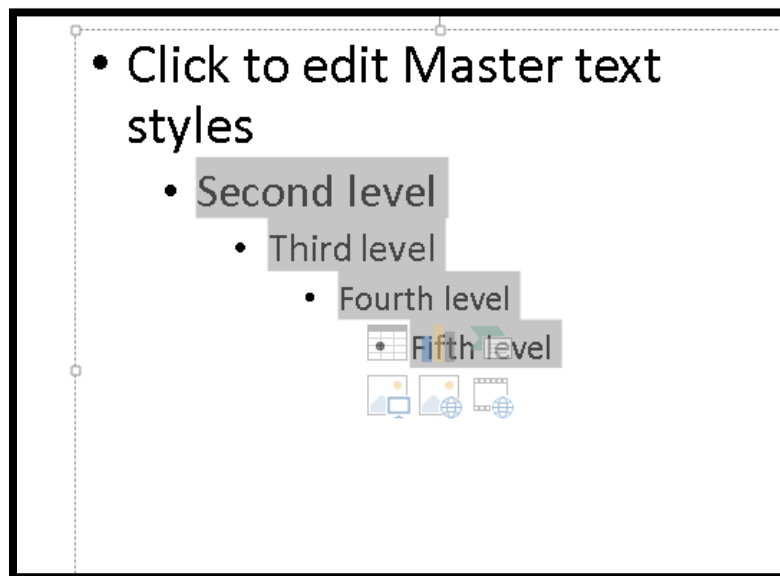 • Click to edit Master text
styles
• Second level
• Third level
• Fourth level
• Fifth level